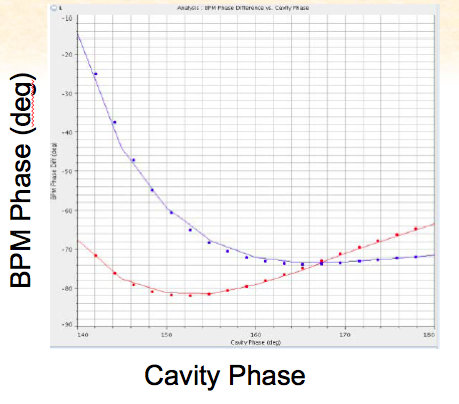 Analysis : BPM Phase Difference vs. Cavity Phase
-10
-20
-30
-40
-50
-60
-70
-80
-90
BPM Phase Diff (deg)
BPM Phase (deg)
140
150
160
170
180
Cavity Phase (deg)
Cavity Phase